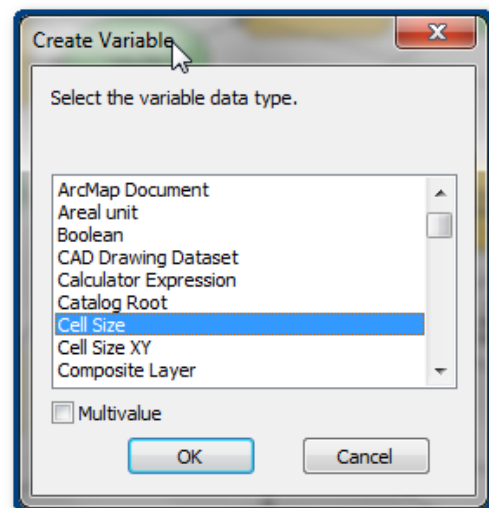 Create Variable
Select the variable data type.
ArcMap Document
Areal unit
Boolean
CAD Drawing Dataset
Calculator Expression
Catalog Root
Cell Size
Cell Size XY
Composite Layer
Multivalue
OK Cancel